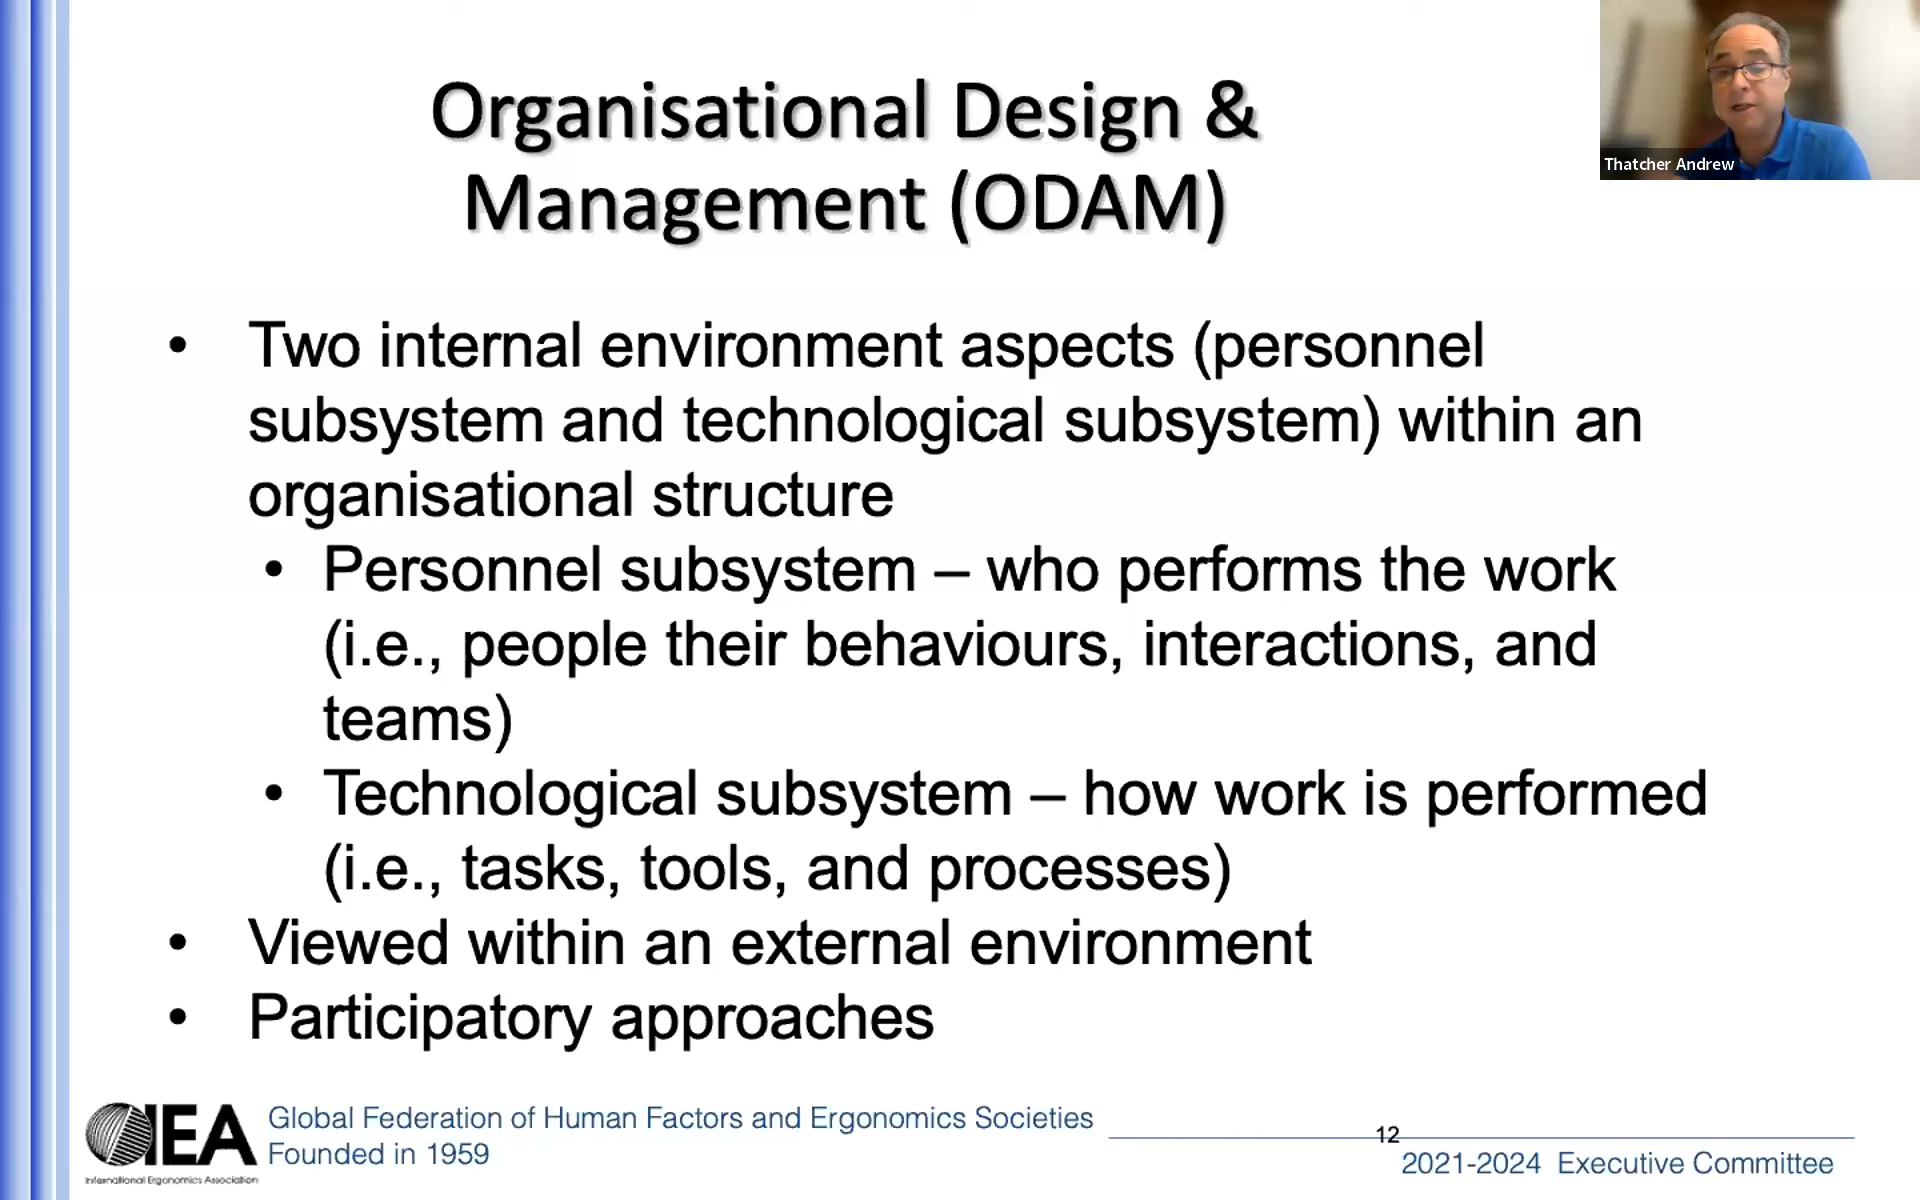 Organisational Design &
Management (ODAM)
Thatcher Andrew
• Two internal environment aspects (personnel
subsystem and technological subsystem) within an
organisational structure
• Personnel subsystem – who performs the work
(i.e., people their behaviours, interactions, and
teams)
• Technological subsystem – how work is performed
(i.e., tasks, tools, and processes)
• Viewed within an external environment
• Participatory approaches
IEA
International Ergonomics Association
Global Federation of Human Factors and Ergonomics Societies
Founded in 1959
12
2021-2024 Executive Committee